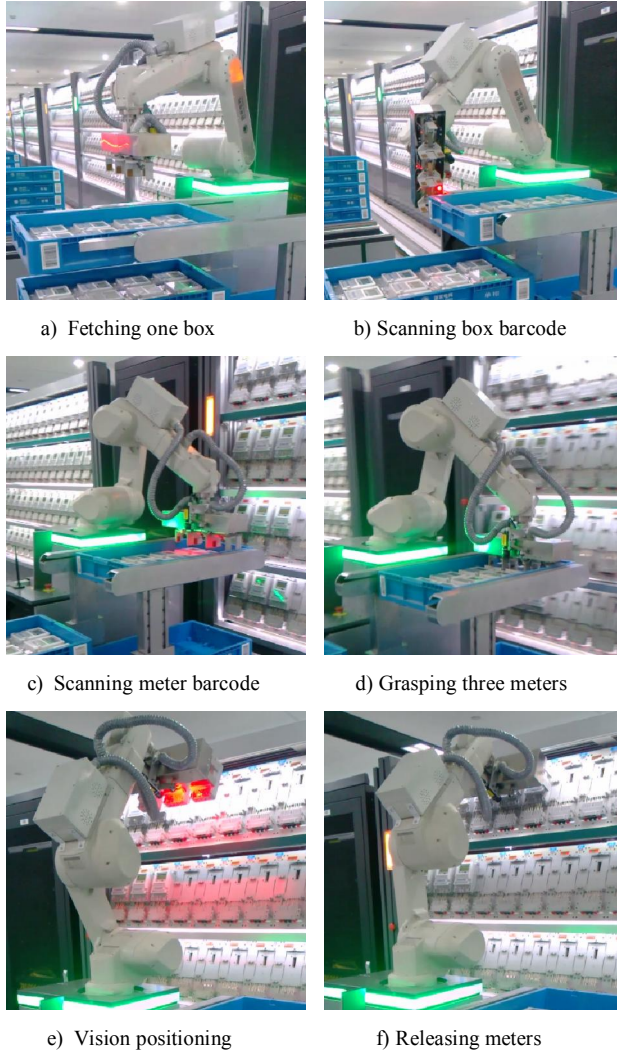 a) Fetching one box
b) Scanning box barcode
c) Scanning meter barcode
d) Grasping three meters
e) Vision positioning
f) Releasing meters